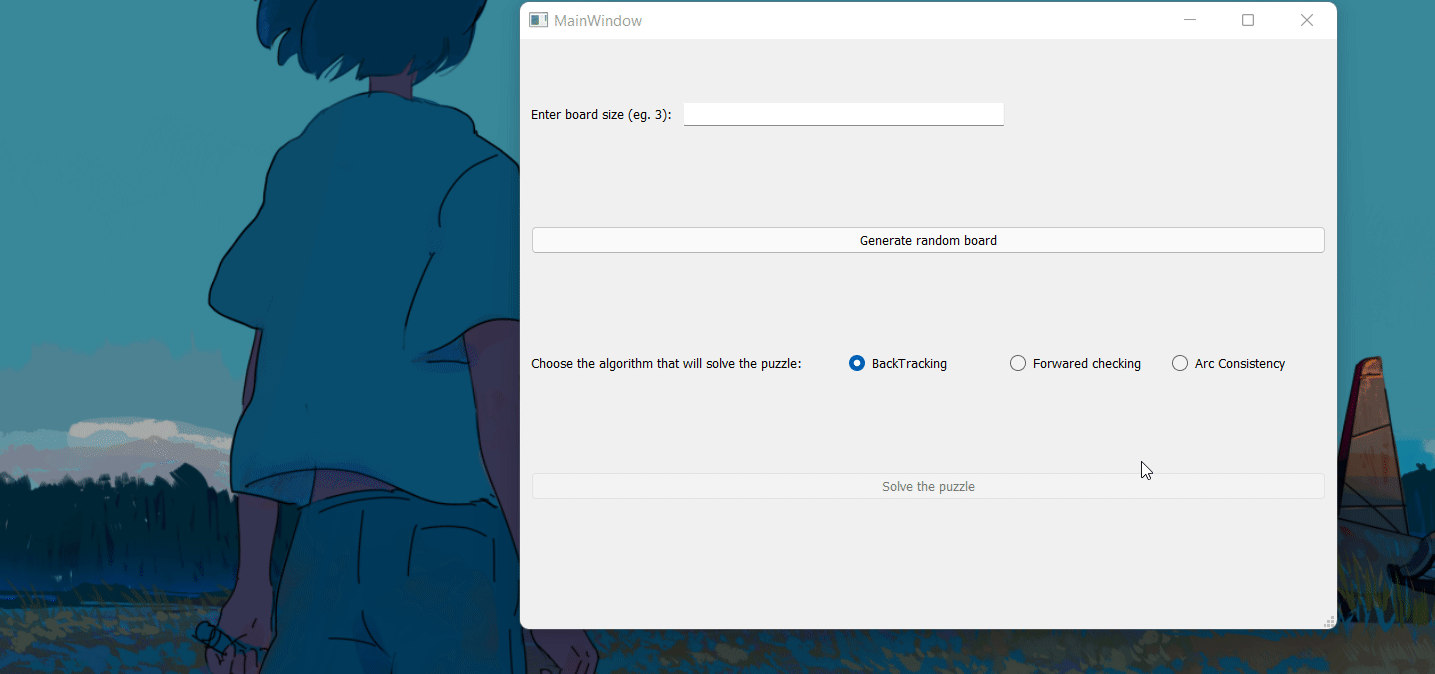 MainWindow
Enter board size (eg. 3):
Generate random board
Choose the algorithm that will solve the puzzle: BackTracking Forwared checking Arc Consistency
Solve the puzzle